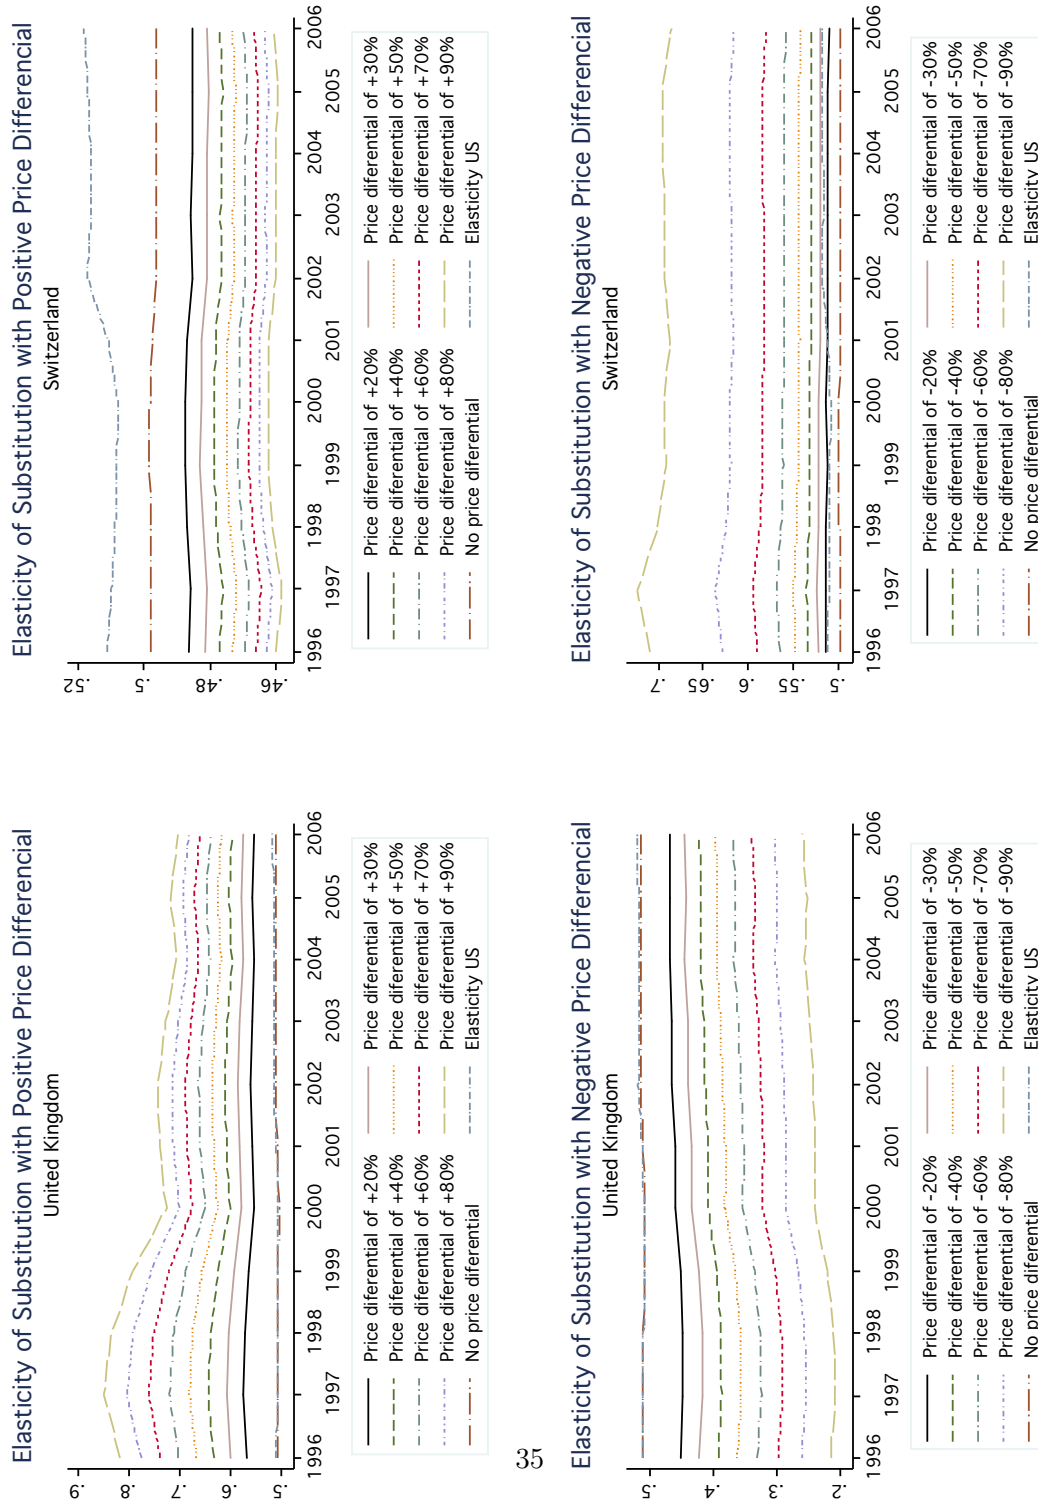 Elasticity of Substitution with Positive Price Differencial
United Kingdom
.9
.8
.7
.6
.5
1996 1997 1998 1999 2000 2001 2002 2003 2004 2005 2006
Price diferential of +20% Price diferential of +30%
Price diferential of +40% Price diferential of +50%
Price diferential of +60% Price diferential of +70%
Price diferential of +80% Price diferential of +90%
No price diferential Elasticity US
Elasticity of Substitution with Positive Price Differencial
Switzerland
.52
.5
.48
.46
1996 1997 1998 1999 2000 2001 2002 2003 2004 2005 2006
Price diferential of +20% Price diferential of +30%
Price diferential of +40% Price diferential of +50%
Price diferential of +60% Price diferential of +70%
Price diferential of +80% Price diferential of +90%
No price diferential Elasticity US
Elasticity of Substitution with Negative Price Differencial
United Kingdom
.5
.4
.3
.2
1996 1997 1998 1999 2000 2001 2002 2003 2004 2005 2006
Price diferential of -20% Price diferential of -30%
Price diferential of -40% Price diferential of -50%
Price diferential of -60% Price diferential of -70%
Price diferential of -80% Price diferential of -90%
No price diferential Elasticity US
Elasticity of Substitution with Negative Price Differencial
Switzerland
.7
.65
.6
.55
.5
1996 1997 1998 1999 2000 2001 2002 2003 2004 2005 2006
Price diferential of -20% Price diferential of -30%
Price diferential of -40% Price diferential of -50%
Price diferential of -60% Price diferential of -70%
Price diferential of -80% Price diferential of -90%
No price diferential Elasticity US
35